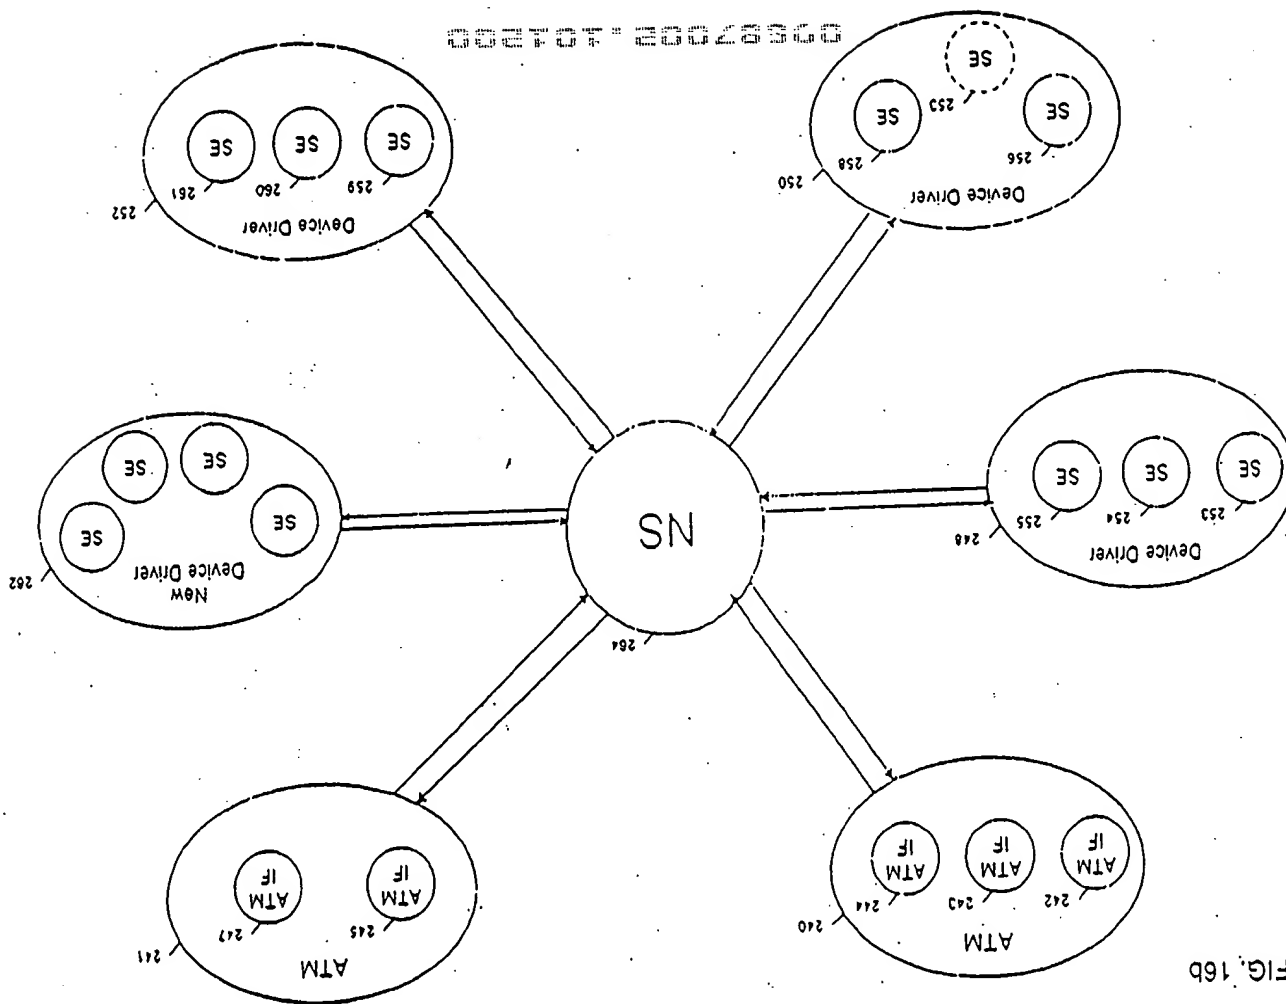 FIG. 16b
ATM
240
242
ATM
IF
243
ATM
IF
244
ATM
IF
ATM
241
245
ATM
IF
247
ATM
IF
264
NS
Device Driver
248
253
SE
254
SE
255
SE
New
Device Driver
262
SE
SE
SE
SE
Device Driver
250
256
SE
253
SE
258
SE
Device Driver
252
259
SE
260
SE
261
SE